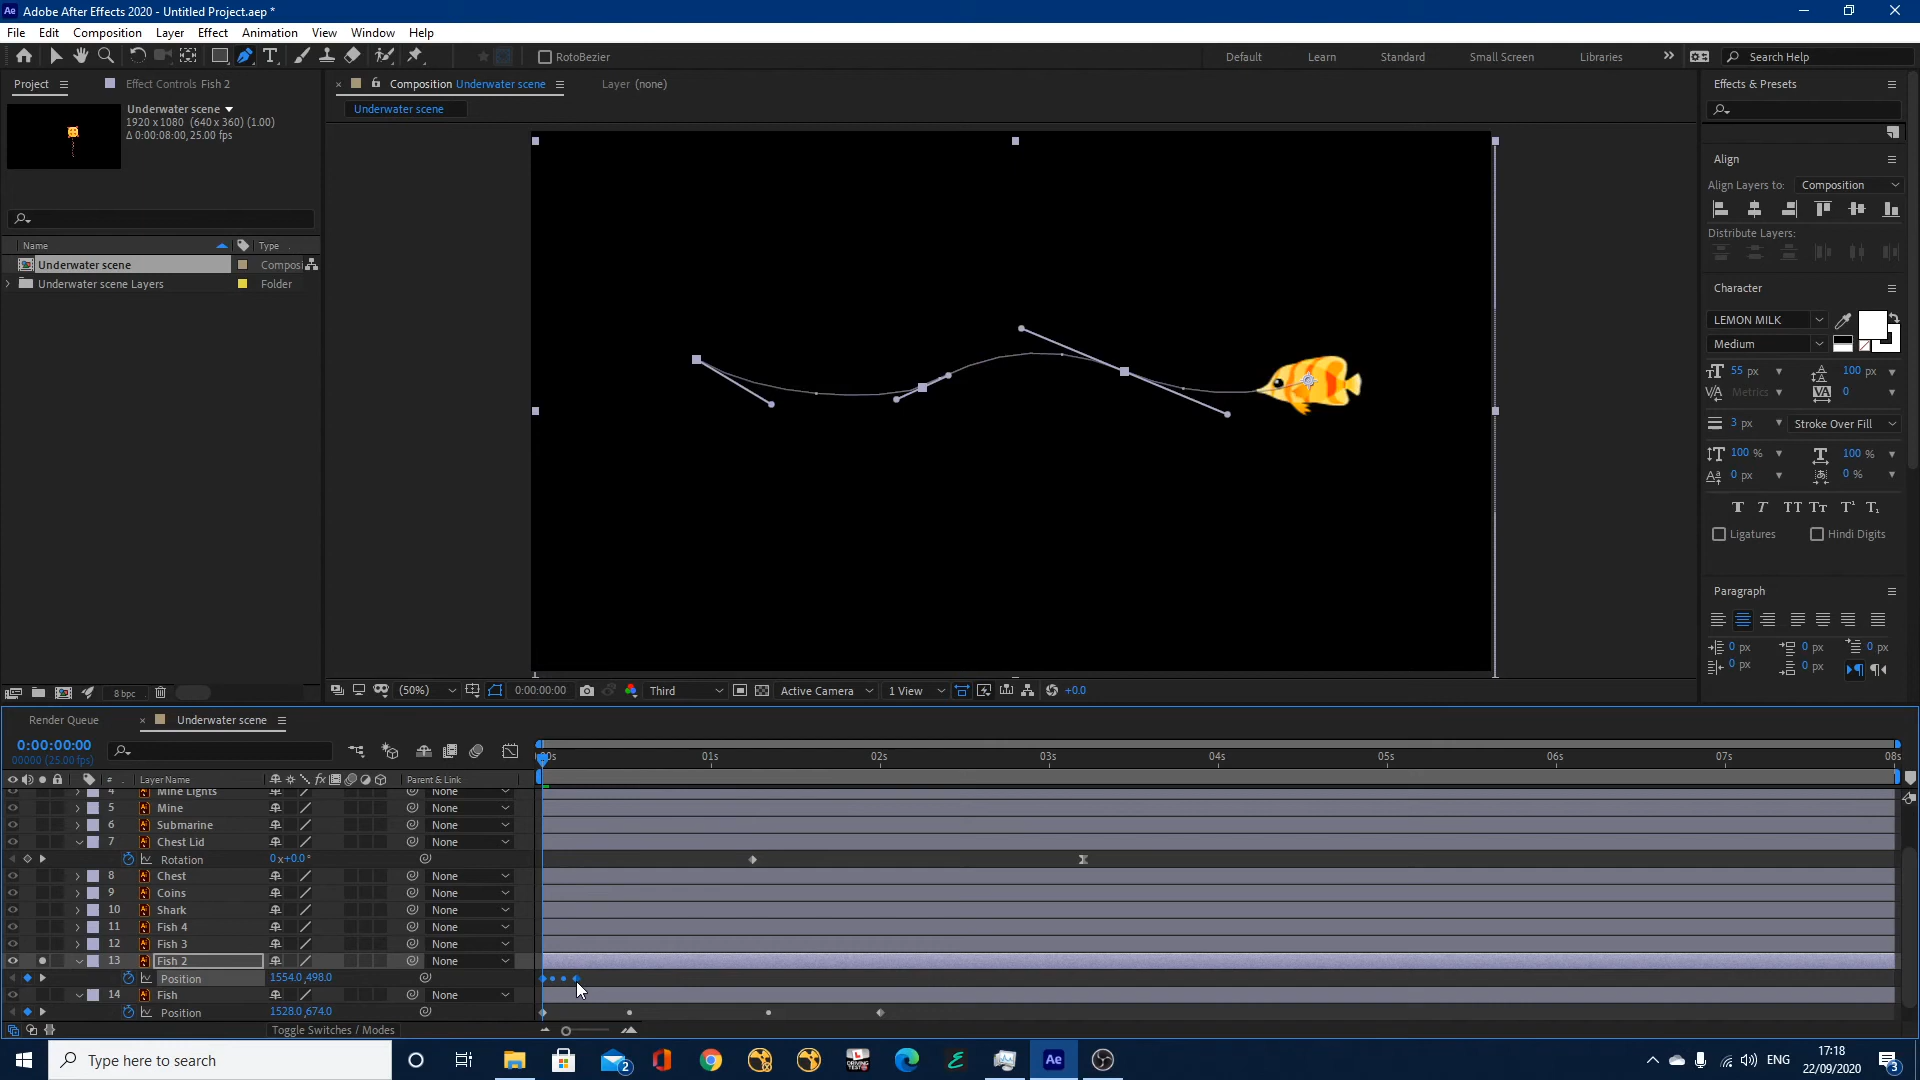 Ae Adobe After Effects 2020 - Untitled Project.aep *
File Edit Composition Layer Effect Animation View Window Help
RotoBezier
Default Learn Standard Small Screen Libraries
Search Help
Project
Effect Controls Fish 2
Underwater scene
1920 x 1080 (640 x 360) (1.00)
Δ 0:00:08:00, 25.00 fps
Name Type
Underwater scene Composi
Underwater scene Layers Folder
8 bpc
Composition Underwater scene
Layer (none)
Underwater scene
(50%) 0:00:00:00 Third Active Camera 1 View +0.0
Effects & Presets
Align
Align Layers to: Composition
Distribute Layers:
Character
LEMON MILK
Medium
55 px 100 px
Metrics 0
3 px Stroke Over Fill
100 % 100 %
0 px 0 %
Ligatures Hindi Digits
Paragraph
0 px 0 px 0 px
0 px 0 px
Render Queue Underwater scene
0:00:00:00
00000 (25.00 fps)
# Layer Name Parent & Link
00s 01s 02s 03s 04s 05s 06s 07s 08s
4 Mine Lights None
5 Mine None
6 Submarine None
7 Chest Lid None
Rotation 0x+0.0°
8 Chest None
9 Coins None
10 Shark None
11 Fish 4 None
12 Fish 3 None
13 Fish 2 None
Position 1554.0,498.0
14 Fish None
Position 1528.0,674.0
Toggle Switches / Modes
Type here to search
2
Ae
ENG
17:18
22/09/2020
3